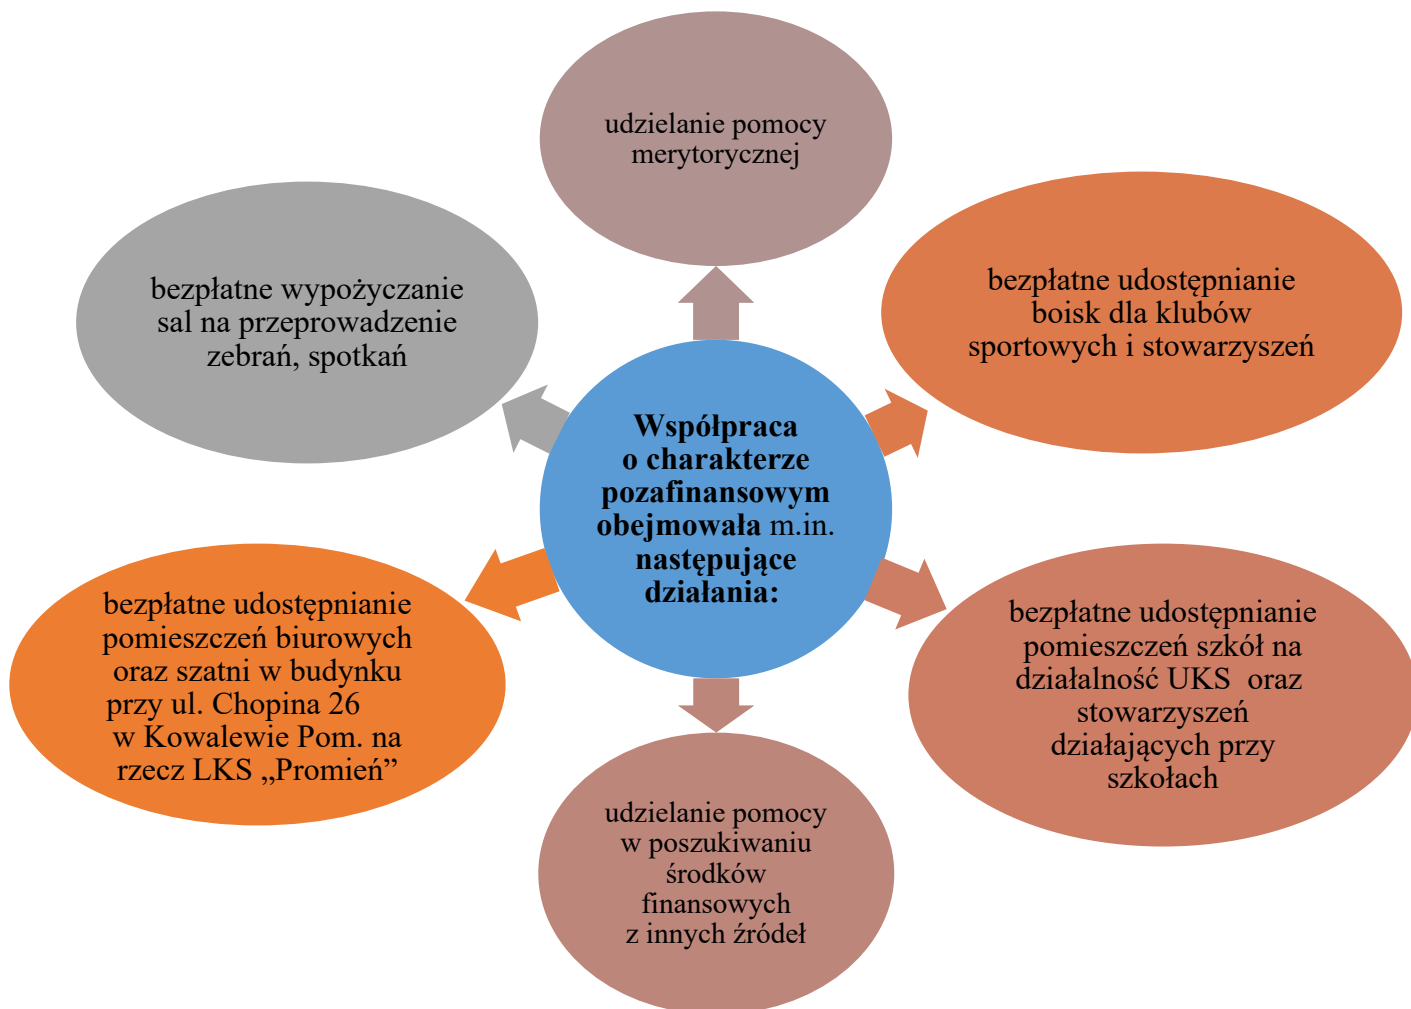 udzielanie pomocy
merytorycznej
bezpłatne udostępnianie
boisk dla klubów
sportowych i stowarzyszeń
bezpłatne wypożyczanie
sal na przeprowadzenie
zebrań, spotkań
Współpraca
o charakterze
pozafinansowym
obejmowała m.in.
następujące
działania:
bezpłatne udostępnianie
pomieszczeń biurowych
oraz szatni w budynku
przy ul. Chopina 26
w Kowalewie Pom. na
rzecz LKS „Promień”
bezpłatne udostępnianie
pomieszczeń szkół na
działalność UKS  oraz
stowarzyszeń
działających przy
szkołach
udzielanie pomocy
w poszukiwaniu
środków
finansowych
z innych źródeł